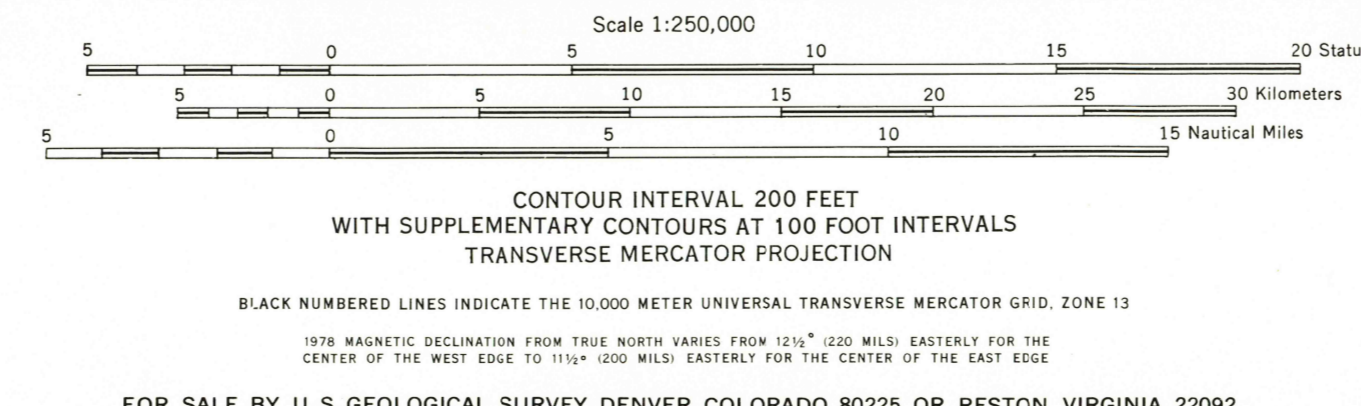 Scale 1:250,000
5 0 5 10 15 20 Statu
5 0 5 10 15 20 25 30 Kilometers
5 0 5 10 15 Nautical Miles
CONTOUR INTERVAL 200 FEET
WITH SUPPLEMENTARY CONTOURS AT 100 FOOT INTERVALS
TRANSVERSE MERCATOR PROJECTION
BLACK NUMBERED LINES INDICATE THE 10,000 METER UNIVERSAL TRANSVERSE MERCATOR GRID, ZONE 13
1978 MAGNETIC DECLINATION FROM TRUE NORTH VARIES FROM 12½° (220 MILS) EASTERLY FOR THE
CENTER OF THE WEST EDGE TO 11½° (200 MILS) EASTERLY FOR THE CENTER OF THE EAST EDGE
FOR SALE BY U.S. GEOLOGICAL SURVEY, DENVER, COLORADO 80225 OR RESTON, VIRGINIA 22092